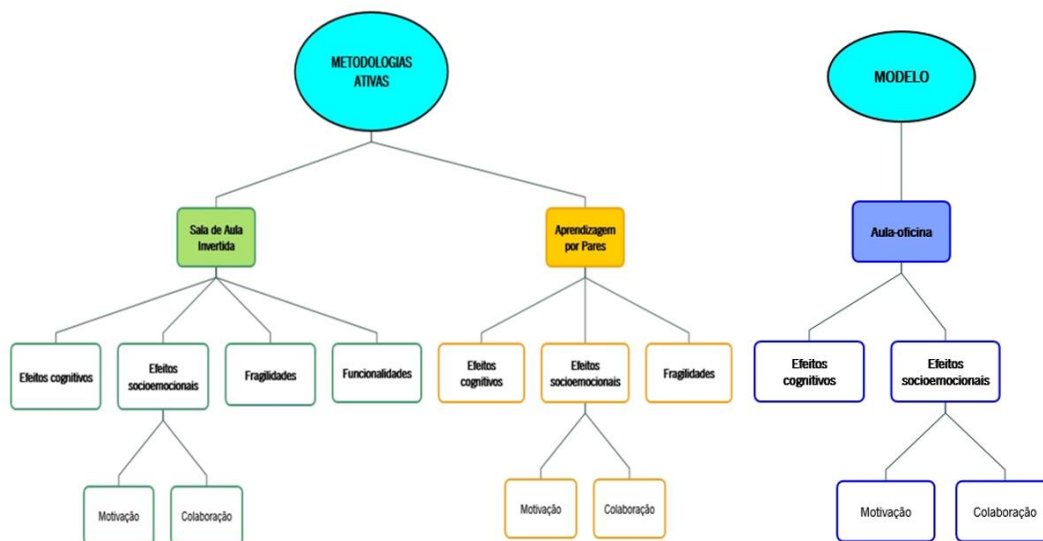 METODOLOGIAS
ATIVAS
MODELO
Sala de Aula
Invertida
Aprendizagem
por Pares
Aula-oficina
Efeitos cognitivos
Efeitos
socioemocionais
Fragilidades
Funcionalidades
Efeitos
cognitivos
Efeitos
socioemocionais
Fragilidades
Efeitos
cognitivos
Efeitos
socioemocionais
Motivação
Colaboração
Motivação
Colaboração
Motivação
Colaboração